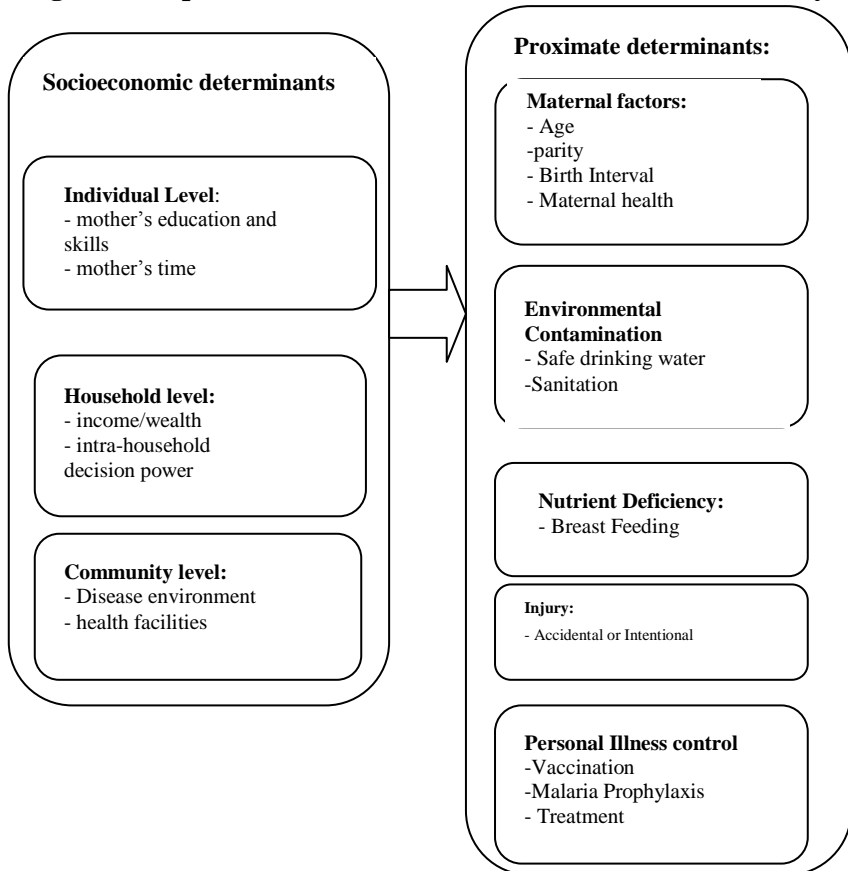 Socioeconomic determinants
Individual Level:
- mother's education and
skills
- mother's time
Household level:
- income/wealth
- intra-household
decision power
Community level:
- Disease environment
- health facilities
Proximate determinants:
Maternal factors:
- Age
-parity
- Birth Interval
- Maternal health
Environmental
Contamination
- Safe drinking water
-Sanitation
Nutrient Deficiency:
- Breast Feeding
Injury:
- Accidental or Intentional
Personal Illness control
-Vaccination
-Malaria Prophylaxis
- Treatment